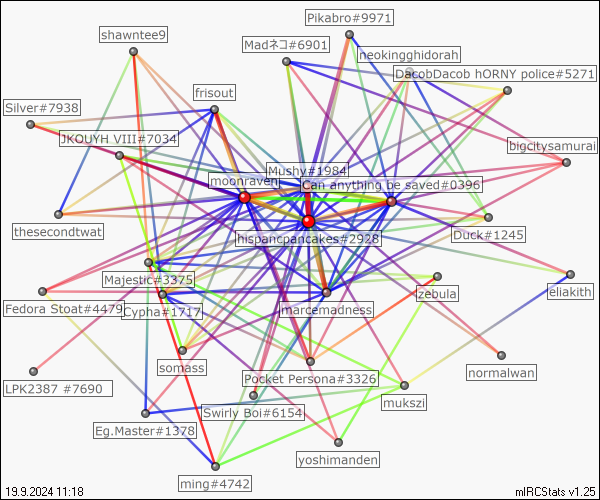 Pikabro#9971
shawntee9
Madネコ#6901
neokingghidorah
DacobDacob hORNY police#5271
frisout
Silver#7938
JKOUYH VIII#7034
bigcitysamurai
Mushy#1984
moonraven
Can anything be saved#0396
thesecondtwat
hispancpancakes#2928
Duck#1245
Majestic#3375
zebula
eliakith
Fedora Stoat#4479
Cypha#1717
marcemadness
somass
normalwan
Pocket Persona#3326
LPK2387 #7690
mukszi
Swirly Boi#6154
Eg.Master#1378
yoshimanden
ming#4742
19.9.2024 11:18
mIRCStats v1.25